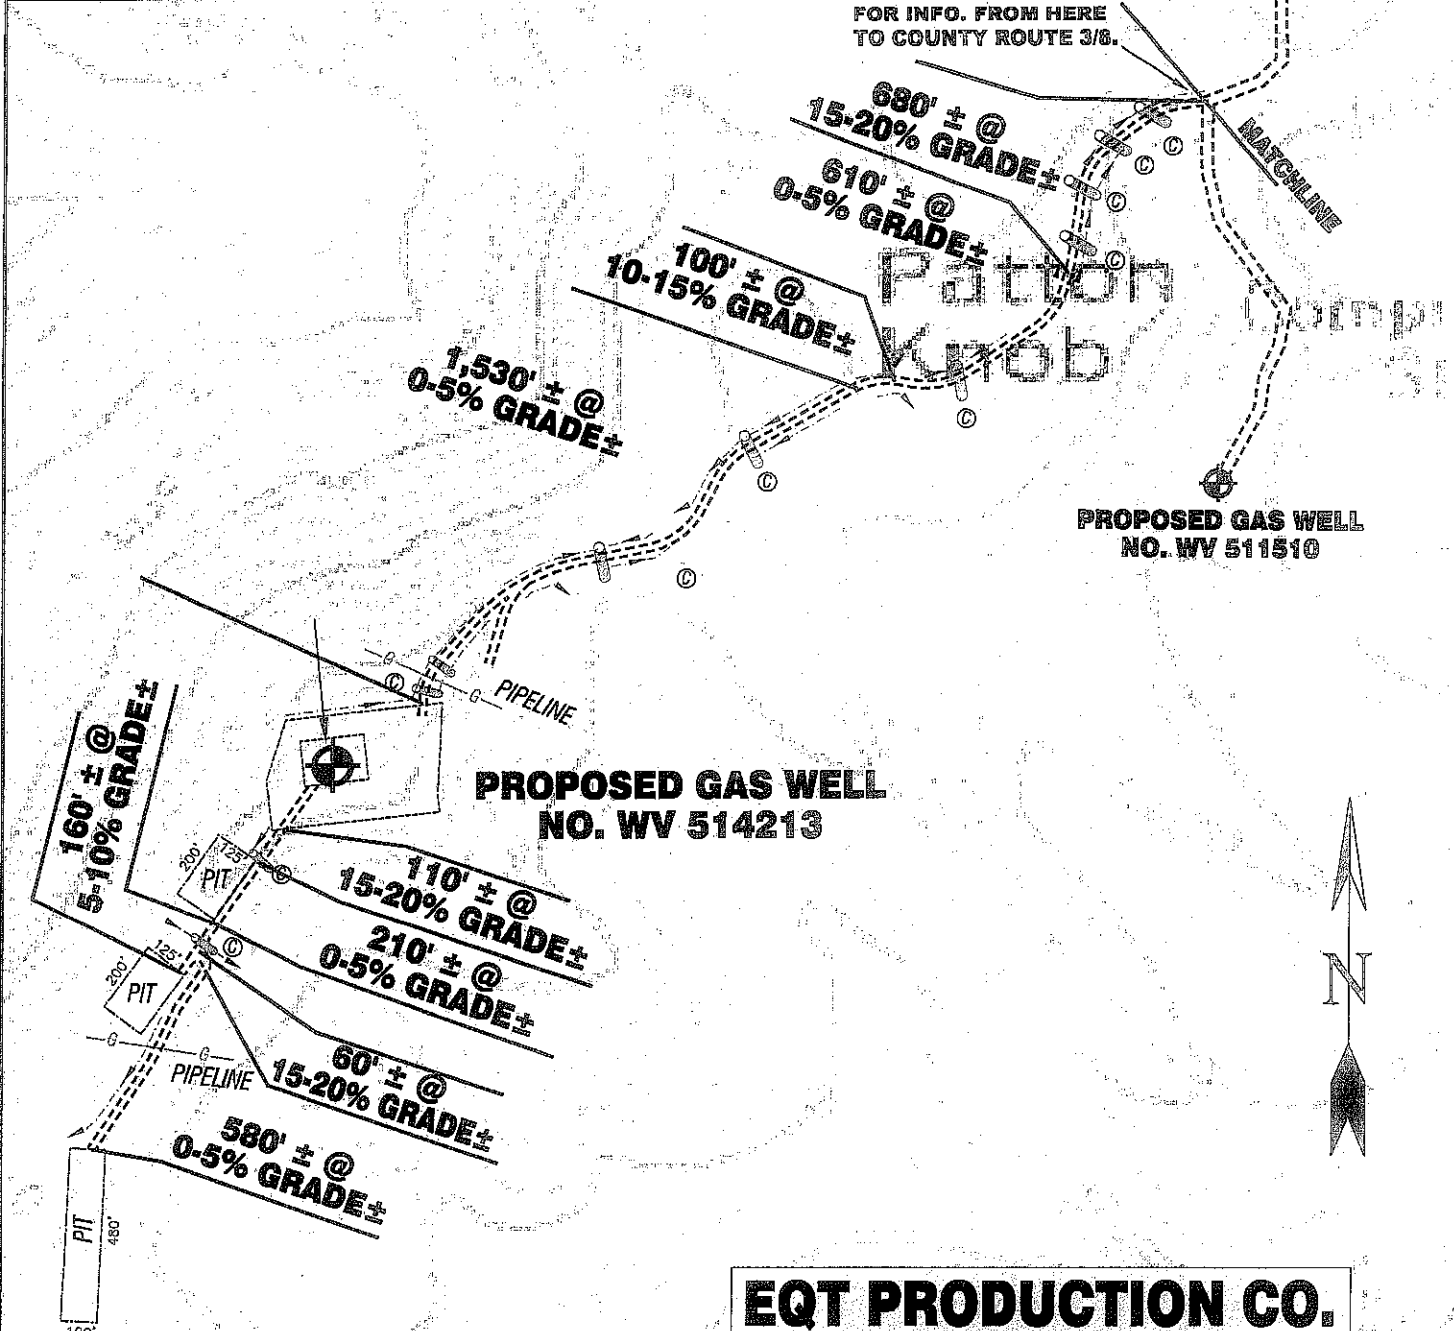 FOR INFO. FROM HERE
TO COUNTY ROUTE 3/8.
680' ± @
15-20% GRADE±
MATCHLINE
610' ± @
0-5% GRADE±
100' ± @
10-15% GRADE±
Patton
Knob
1,530' ± @
0-5% GRADE±
C
C
C
C
C
C
C
C
PROPOSED GAS WELL
NO. WV 511510
G
G
PIPELINE
160' ± @
5-10% GRADE±
PROPOSED GAS WELL
NO. WV 514213
200'
125'
PIT
C
110' ± @
15-20% GRADE±
210' ± @
0-5% GRADE±
C
200'
125'
PIT
G
G
PIPELINE
60' ± @
15-20% GRADE±
580' ± @
0-5% GRADE±
PIT
480'
N
EQT PRODUCTION CO.